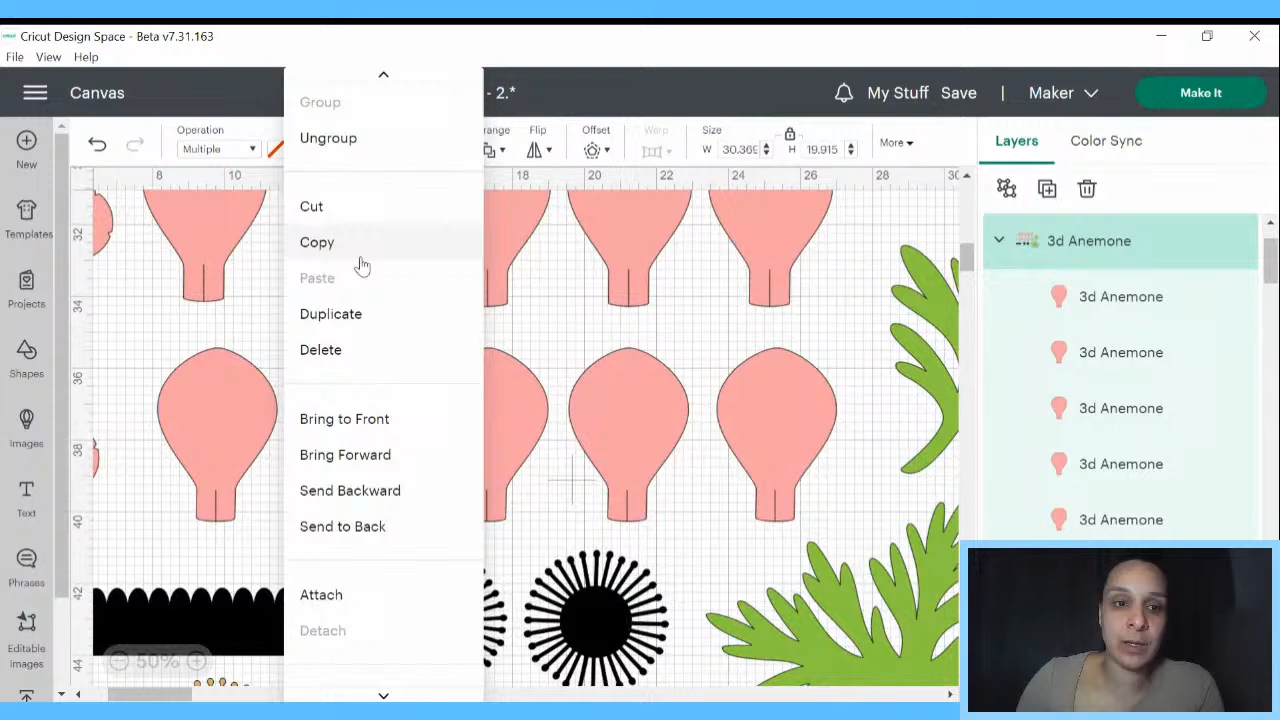 Cricut Design Space - Beta v7.31.163
File View Help
Canvas
- 2.*
My Stuff Save | Maker
Make It
New
Templates
Projects
Shapes
Images
Text
Phrases
Editable
Images
Operation
Multiple
Flip
Offset
Warp
Size
W 30.369
H 19.915
More
8 10 18 20 22 24 26 28 30
32
34
36
38
40
42
44
50%
Group
Ungroup
Cut
Copy
Paste
Duplicate
Delete
Bring to Front
Bring Forward
Send Backward
Send to Back
Attach
Detach
Layers Color Sync
3d Anemone
3d Anemone
3d Anemone
3d Anemone
3d Anemone
3d Anemone